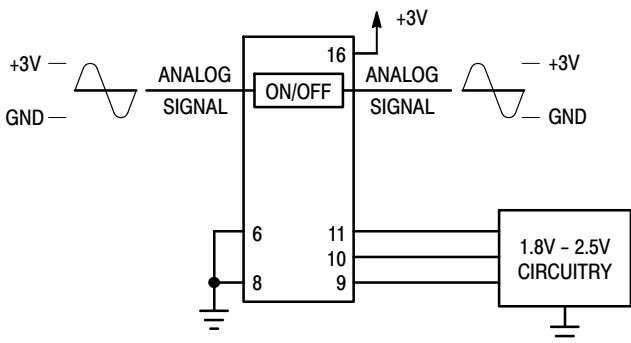 +3V
16
+3V
ANALOG
SIGNAL
ON/OFF
ANALOG
SIGNAL
+3V
GND
GND
6
11
10
8
9
1.8V – 2.5V
CIRCUITRY